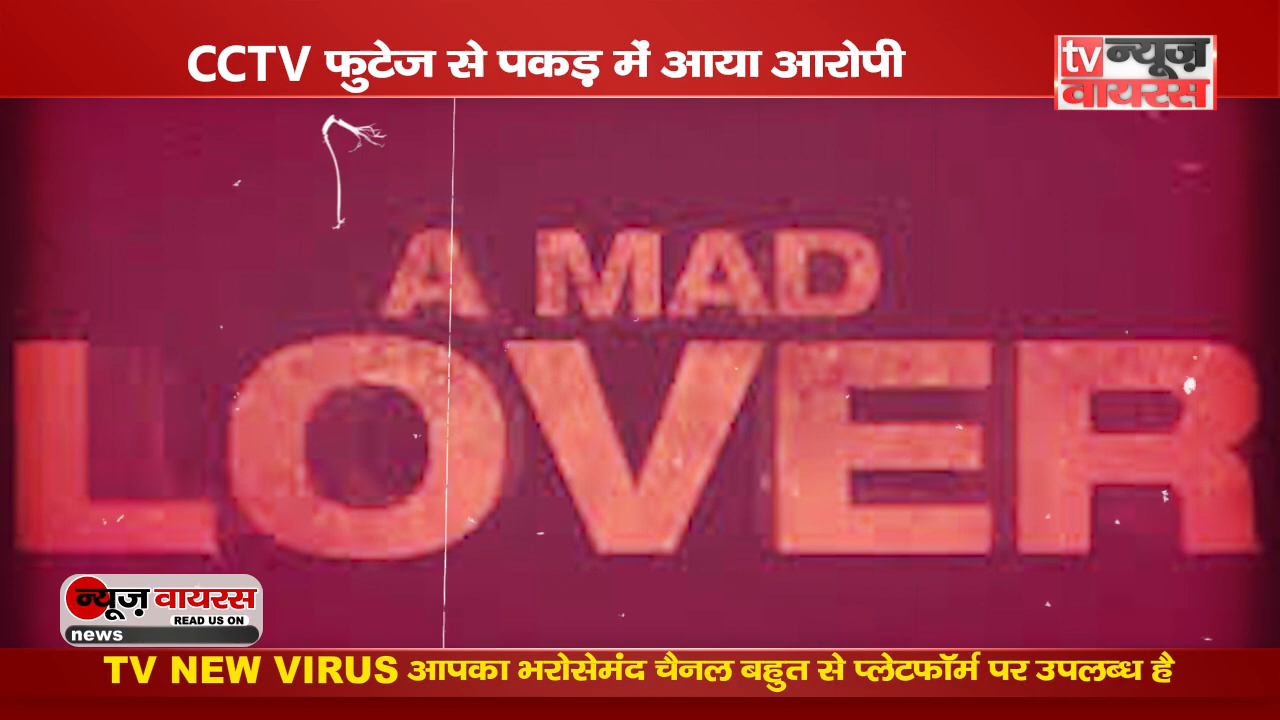 CCTV फुटेज से पकड़ में आया आरोपी
tv न्यूज़
वायरस
A MAD
LOVER
न्यूज़ वायरस
READ US ON
news
TV NEW VIRUS आपका भरोसेमंद चैनल बहुत से प्लेटफॉर्म पर उपलब्ध है